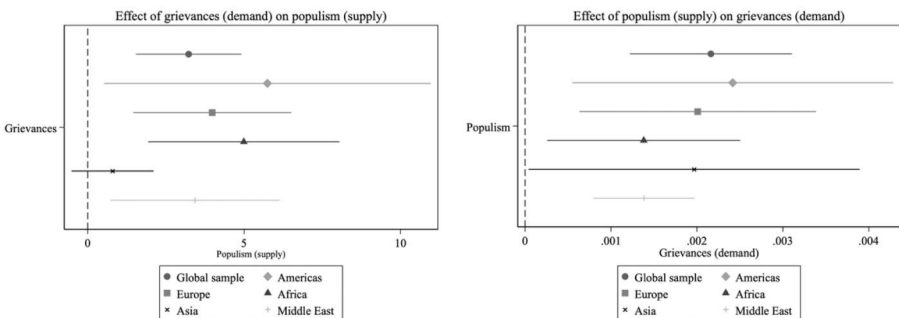 Effect of grievances (demand) on populism (supply)
Grievances
0
5
10
Populism (supply)
Global sample
Americas
Europe
Africa
Asia
Middle East
Effect of populism (supply) on grievances (demand)
Populism
0
.001
.002
.003
.004
Grievances (demand)
Global sample
Americas
Europe
Africa
Asia
Middle East